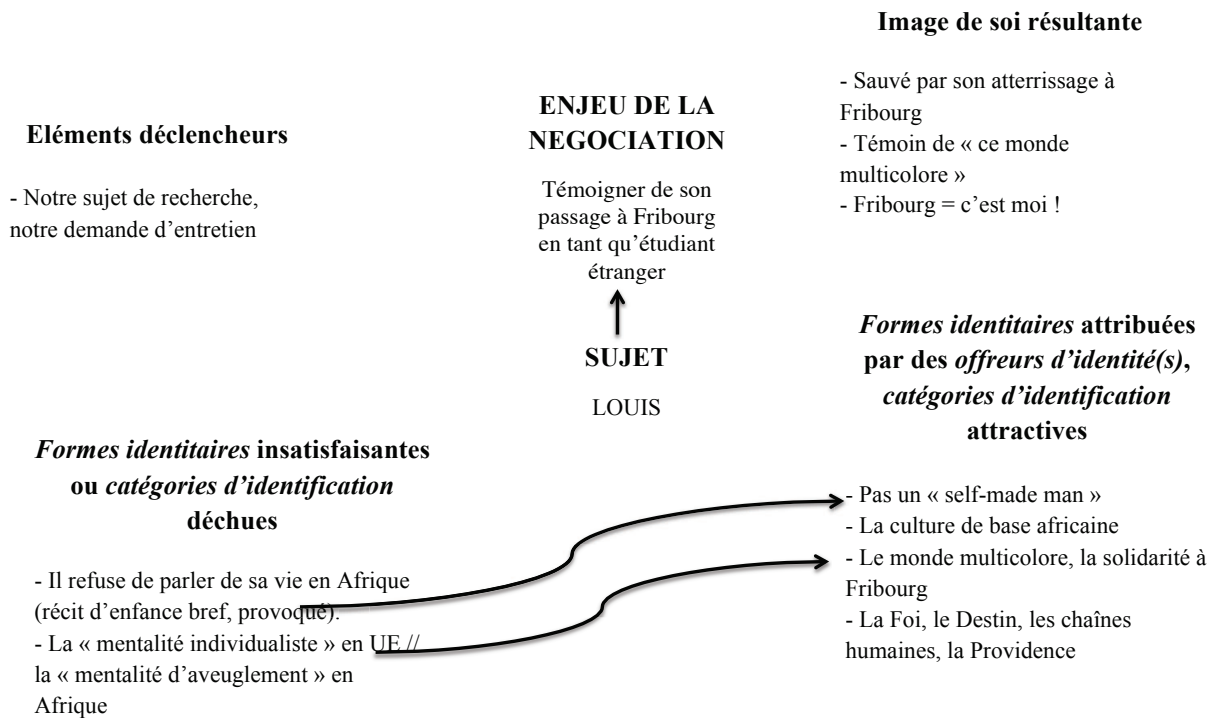 Image de soi résultante
- Sauvé par son atterrissage à
Fribourg
- Témoin de « ce monde
multicolore »
- Fribourg = c’est moi !
ENJEU DE LA
NEGOCIATION
Témoigner de son
passage à Fribourg
en tant qu’étudiant
étranger
Eléments déclencheurs
- Notre sujet de recherche,
notre demande d’entretien
SUJET
LOUIS
Formes identitaires attribuées
par des offreurs d’identité(s),
catégories d’identification
attractives
- Pas un « self-made man »
- La culture de base africaine
- Le monde multicolore, la solidarité à
Fribourg
- La Foi, le Destin, les chaînes
humaines, la Providence
Formes identitaires insatisfaisantes
ou catégories d’identification
déchues
- Il refuse de parler de sa vie en Afrique
(récit d’enfance bref, provoqué).
- La « mentalité individualiste » en UE //
la « mentalité d’aveuglement » en
Afrique